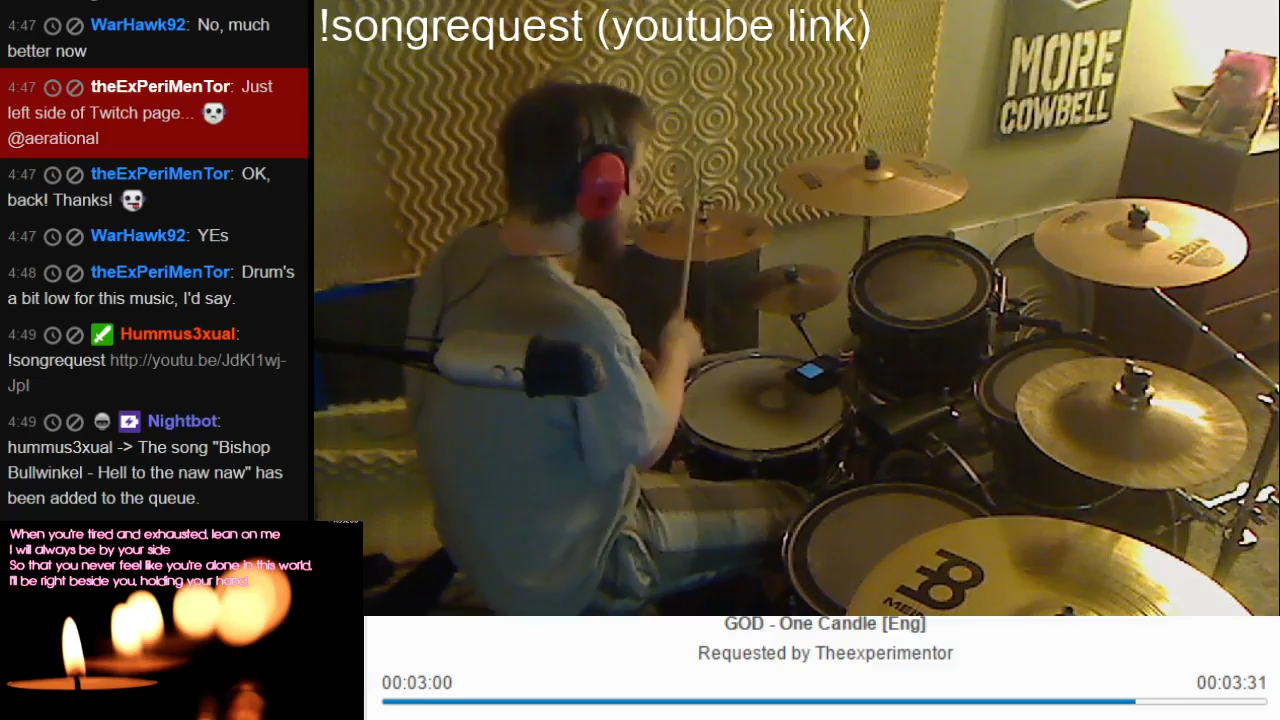 4:47 WarHawk92: No, much
better now
4:47 theExPeriMenTor: Just
left side of Twitch page...
@aerational
4:47 theExPeriMenTor: OK,
back! Thanks!
4:47 WarHawk92: YEs
4:48 theExPeriMenTor: Drum's
a bit low for this music, I'd say.
4:49 Hummus3xual:
!songrequest http://youtu.be/JdKI1wj-
JpI
4:49 Nightbot:
hummus3xual -> The song "Bishop
Bullwinkel - Hell to the naw naw" has
been added to the queue.
!songrequest (youtube link)
MORE
COWBELL
SABIAN
MEINL
When you're tired and exhausted, lean on me
I will always be by your side
So that you never feel like you're alone in this world,
I'll be right beside you, holding your hand
GOD - One Candle [Eng]
Requested by Theexperimentor
00:03:00
00:03:31